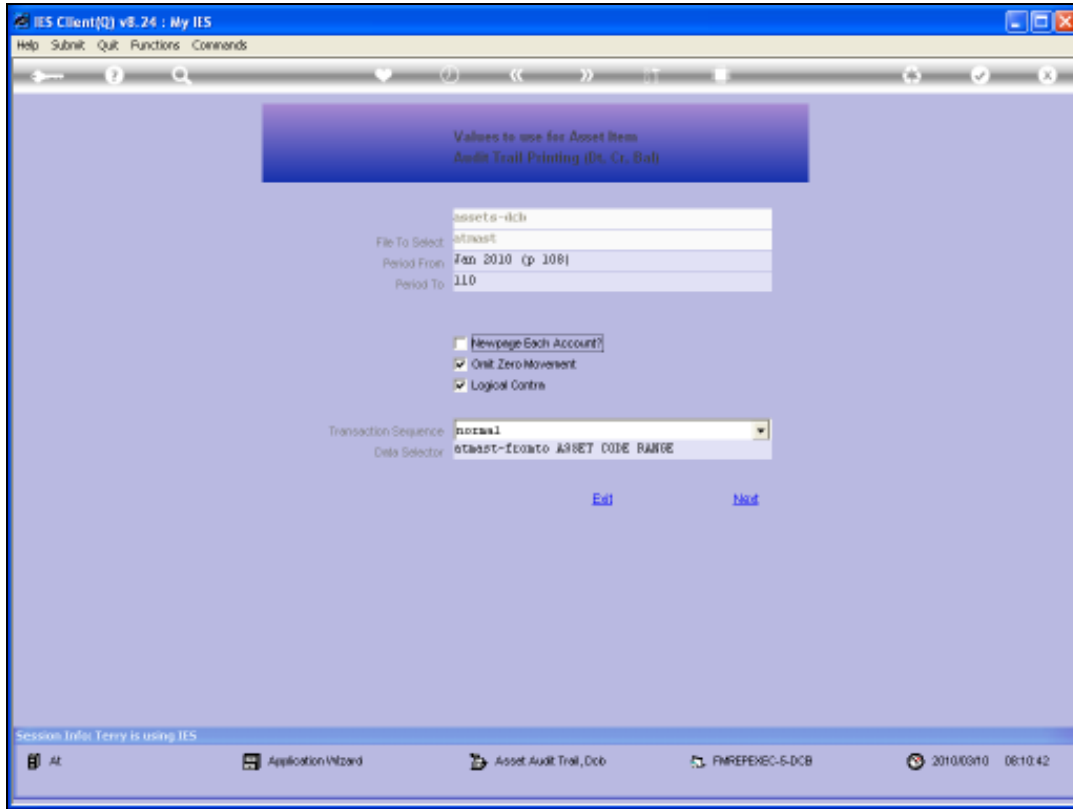 IES Client(Q) v8.24 : My IES
Help Submit Quit Functions Commands
Values to use for Asset Item
Audit Trail Printing (Dt, Cr, Bal)
assets-dcb
File To Select atmast
Period From Jan 2010 (p 108)
Period To 110
Newpage Each Account?
Omit Zero Movement
Logical Contra
Transaction Sequence normal
Data Selector atmast-fromto ASSET CODE RANGE
Exit Next
Session Info: Terry is using IES
At Application Wizard Asset Audit Trail, Dcb FMREPEXEC-5-DCB 2010/03/10 08:10:42